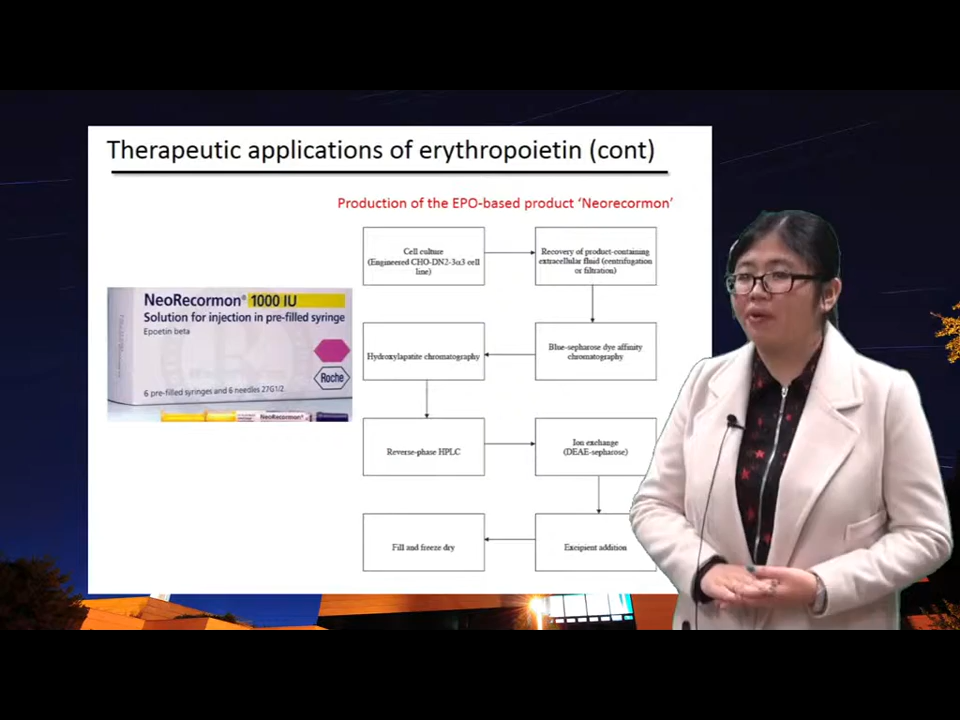 Therapeutic applications of erythropoietin (cont)
Production of the EPO-based product ‘Neorecormon’
Cell culture
(Engineered CHO-DN2-3α3 cell
line)
Recovery of product-containing
extracellular fluid (centrifugation
or filtration)
Blue-sepharose dye affinity
chromatography
Hydroxylapatite chromatography
Reverse-phase HPLC
Ion exchange
(DEAE-sepharose)
Excipient addition
Fill and freeze dry
NeoRecormon® 1000 IU
Solution for injection in pre-filled syringe
Epoetin beta
Roche
6 pre-filled syringes and 6 needles 27G1/2
NeoRecormon®